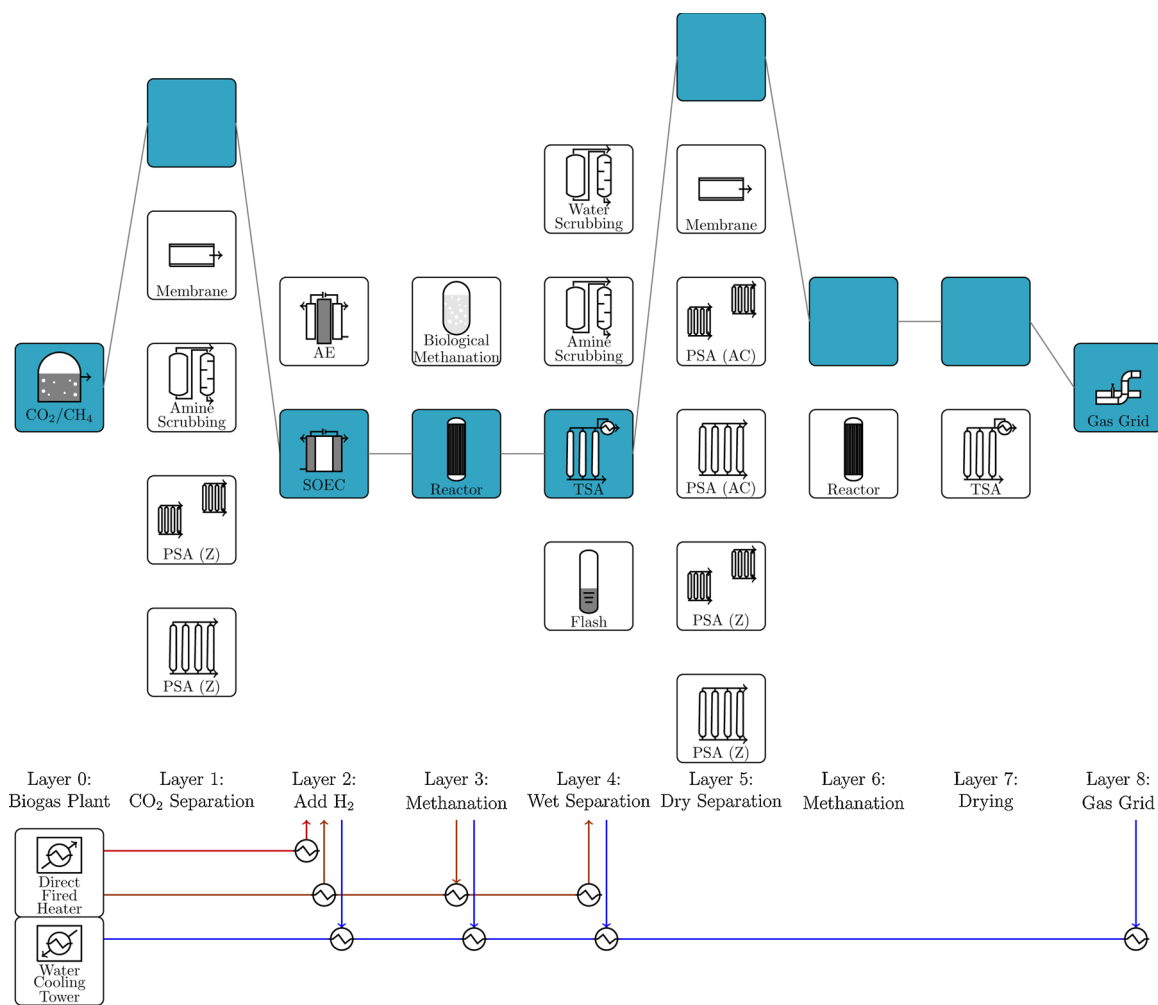 CO₂/CH₄
Membrane
Amine
Scrubbing
PSA (Z)
PSA (Z)
AE
SOEC
Biological
Methanation
Reactor
Water
Scrubbing
Amine
Scrubbing
TSA
Flash
Membrane
PSA (AC)
PSA (AC)
PSA (Z)
PSA (Z)
Reactor
TSA
Gas Grid
Layer 0:
Biogas Plant
Layer 1:
CO₂ Separation
Layer 2:
Add H₂
Layer 3:
Methanation
Layer 4:
Wet Separation
Layer 5:
Dry Separation
Layer 6:
Methanation
Layer 7:
Drying
Layer 8:
Gas Grid
Direct
Fired
Heater
Water
Cooling
Tower